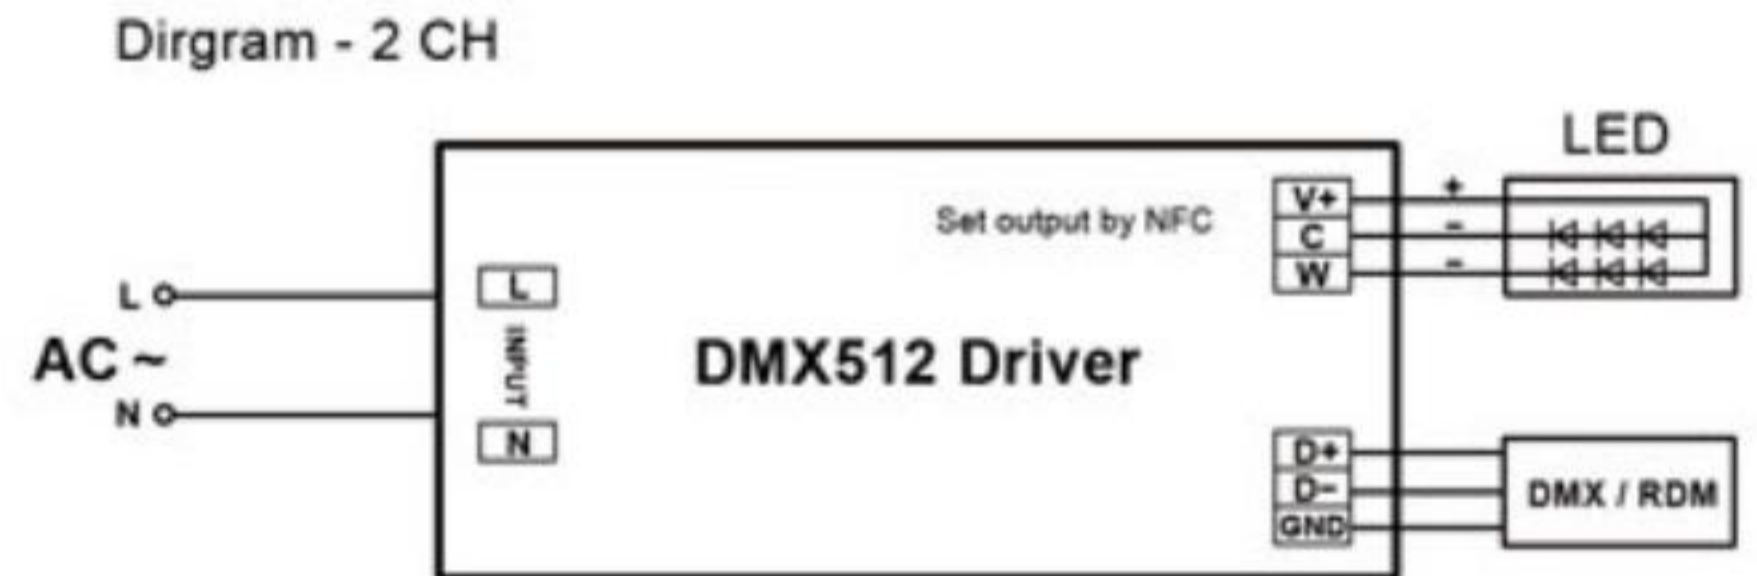 Dirgram - 2 CH
LED
V+
+
Set output by NFC
C
-
W
-
L
L
INPUT
AC ~
DMX512 Driver
N
N
D+
D-
DMX / RDM
GND